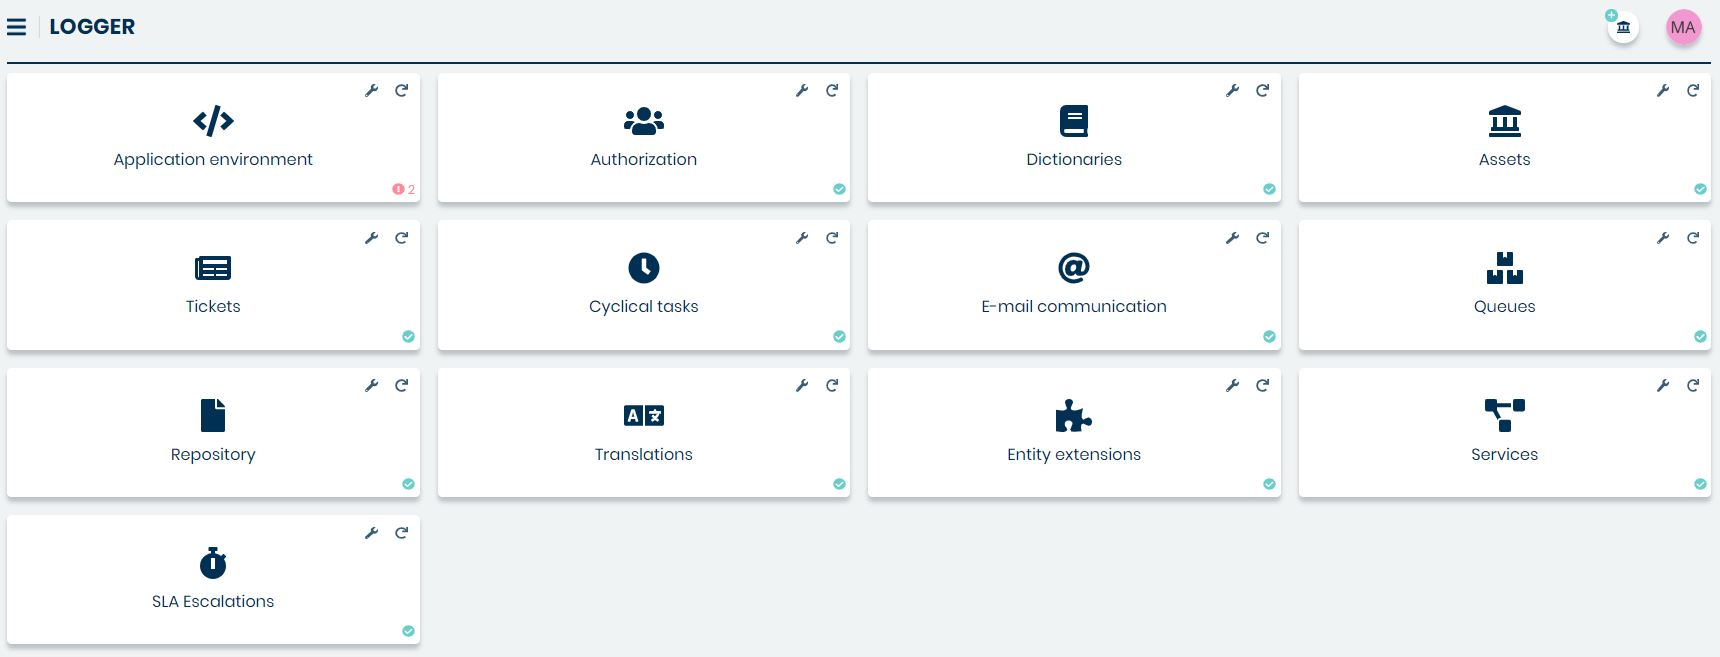 LOGGER
MA
Application environment
2
Authorization
Dictionaries
Assets
Tickets
Cyclical tasks
E-mail communication
Queues
Repository
Translations
Entity extensions
Services
SLA Escalations